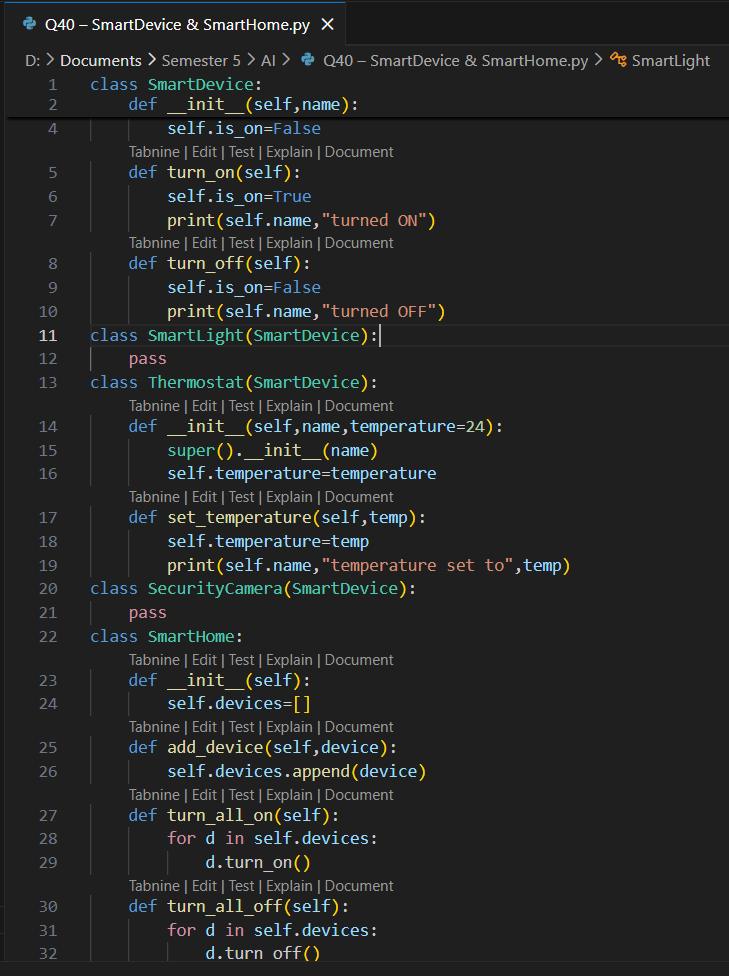 Q40 – SmartDevice & SmartHome.py ×
D: > Documents > Semester 5 > AI > Q40 – SmartDevice & SmartHome.py > SmartLight
1 class SmartDevice:
2 def __init__(self,name):
4 self.is_on=False
Tabnine | Edit | Test | Explain | Document
5 def turn_on(self):
6 self.is_on=True
7 print(self.name,"turned ON")
Tabnine | Edit | Test | Explain | Document
8 def turn_off(self):
9 self.is_on=False
10 print(self.name,"turned OFF")
11 class SmartLight(SmartDevice):
12 pass
13 class Thermostat(SmartDevice):
Tabnine | Edit | Test | Explain | Document
14 def __init__(self,name,temperature=24):
15 super().__init__(name)
16 self.temperature=temperature
Tabnine | Edit | Test | Explain | Document
17 def set_temperature(self,temp):
18 self.temperature=temp
19 print(self.name,"temperature set to",temp)
20 class SecurityCamera(SmartDevice):
21 pass
22 class SmartHome:
Tabnine | Edit | Test | Explain | Document
23 def __init__(self):
24 self.devices=[]
Tabnine | Edit | Test | Explain | Document
25 def add_device(self,device):
26 self.devices.append(device)
Tabnine | Edit | Test | Explain | Document
27 def turn_all_on(self):
28 for d in self.devices:
29 d.turn_on()
Tabnine | Edit | Test | Explain | Document
30 def turn_all_off(self):
31 for d in self.devices:
32 d.turn_off()